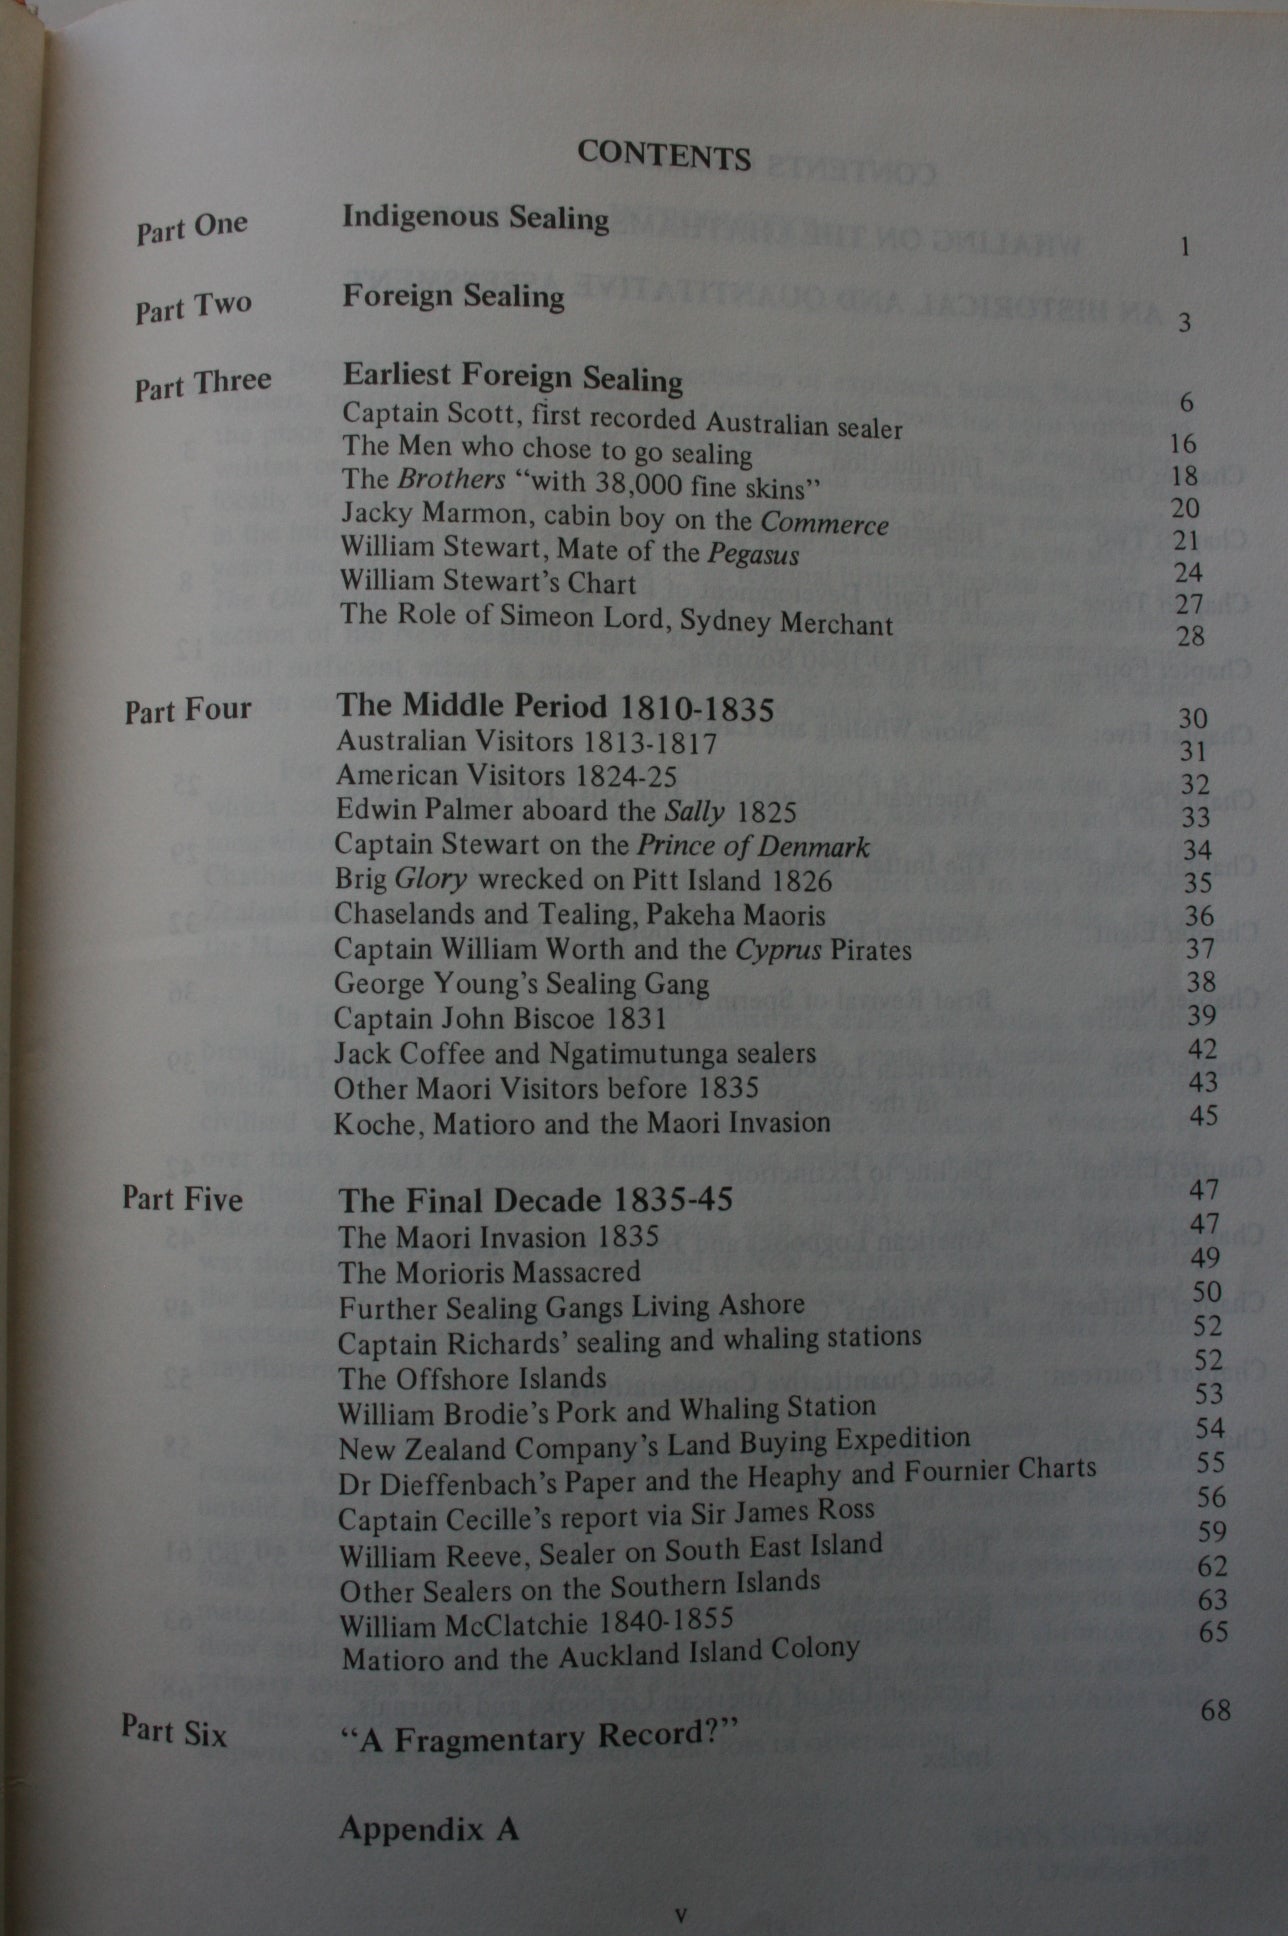 CONTENTS
Part One Indigenous Sealing 1
Part Two Foreign Sealing 3
Part Three Earliest Foreign Sealing 6
Captain Scott, first recorded Australian sealer 16
The Men who chose to go sealing 18
The Brothers “with 38,000 fine skins” 20
Jacky Marmon, cabin boy on the Commerce 21
William Stewart, Mate of the Pegasus 24
William Stewart’s Chart 27
The Role of Simeon Lord, Sydney Merchant 28
Part Four The Middle Period 1810-1835 30
Australian Visitors 1813-1817 31
American Visitors 1824-25 32
Edwin Palmer aboard the Sally 1825 33
Captain Stewart on the Prince of Denmark 34
Brig Glory wrecked on Pitt Island 1826 35
Chaselands and Tealing, Pakeha Maoris 36
Captain William Worth and the Cyprus Pirates 37
George Young’s Sealing Gang 38
Captain John Biscoe 1831 39
Jack Coffee and Ngatimutunga sealers 42
Other Maori Visitors before 1835 43
Koche, Matioro and the Maori Invasion 45
Part Five The Final Decade 1835-45 47
The Maori Invasion 1835 47
The Morioris Massacred 49
Further Sealing Gangs Living Ashore 50
Captain Richards’ sealing and whaling stations 52
The Offshore Islands 52
William Brodie’s Pork and Whaling Station 53
New Zealand Company’s Land Buying Expedition 54
Dr Dieffenbach’s Paper and the Heaphy and Fournier Charts 55
Captain Cecille’s report via Sir James Ross 56
William Reeve, Sealer on South East Island 59
Other Sealers on the Southern Islands 62
William McClatchie 1840-1855 63
Matioro and the Auckland Island Colony 65
Part Six “A Fragmentary Record?” 68
Appendix A
v